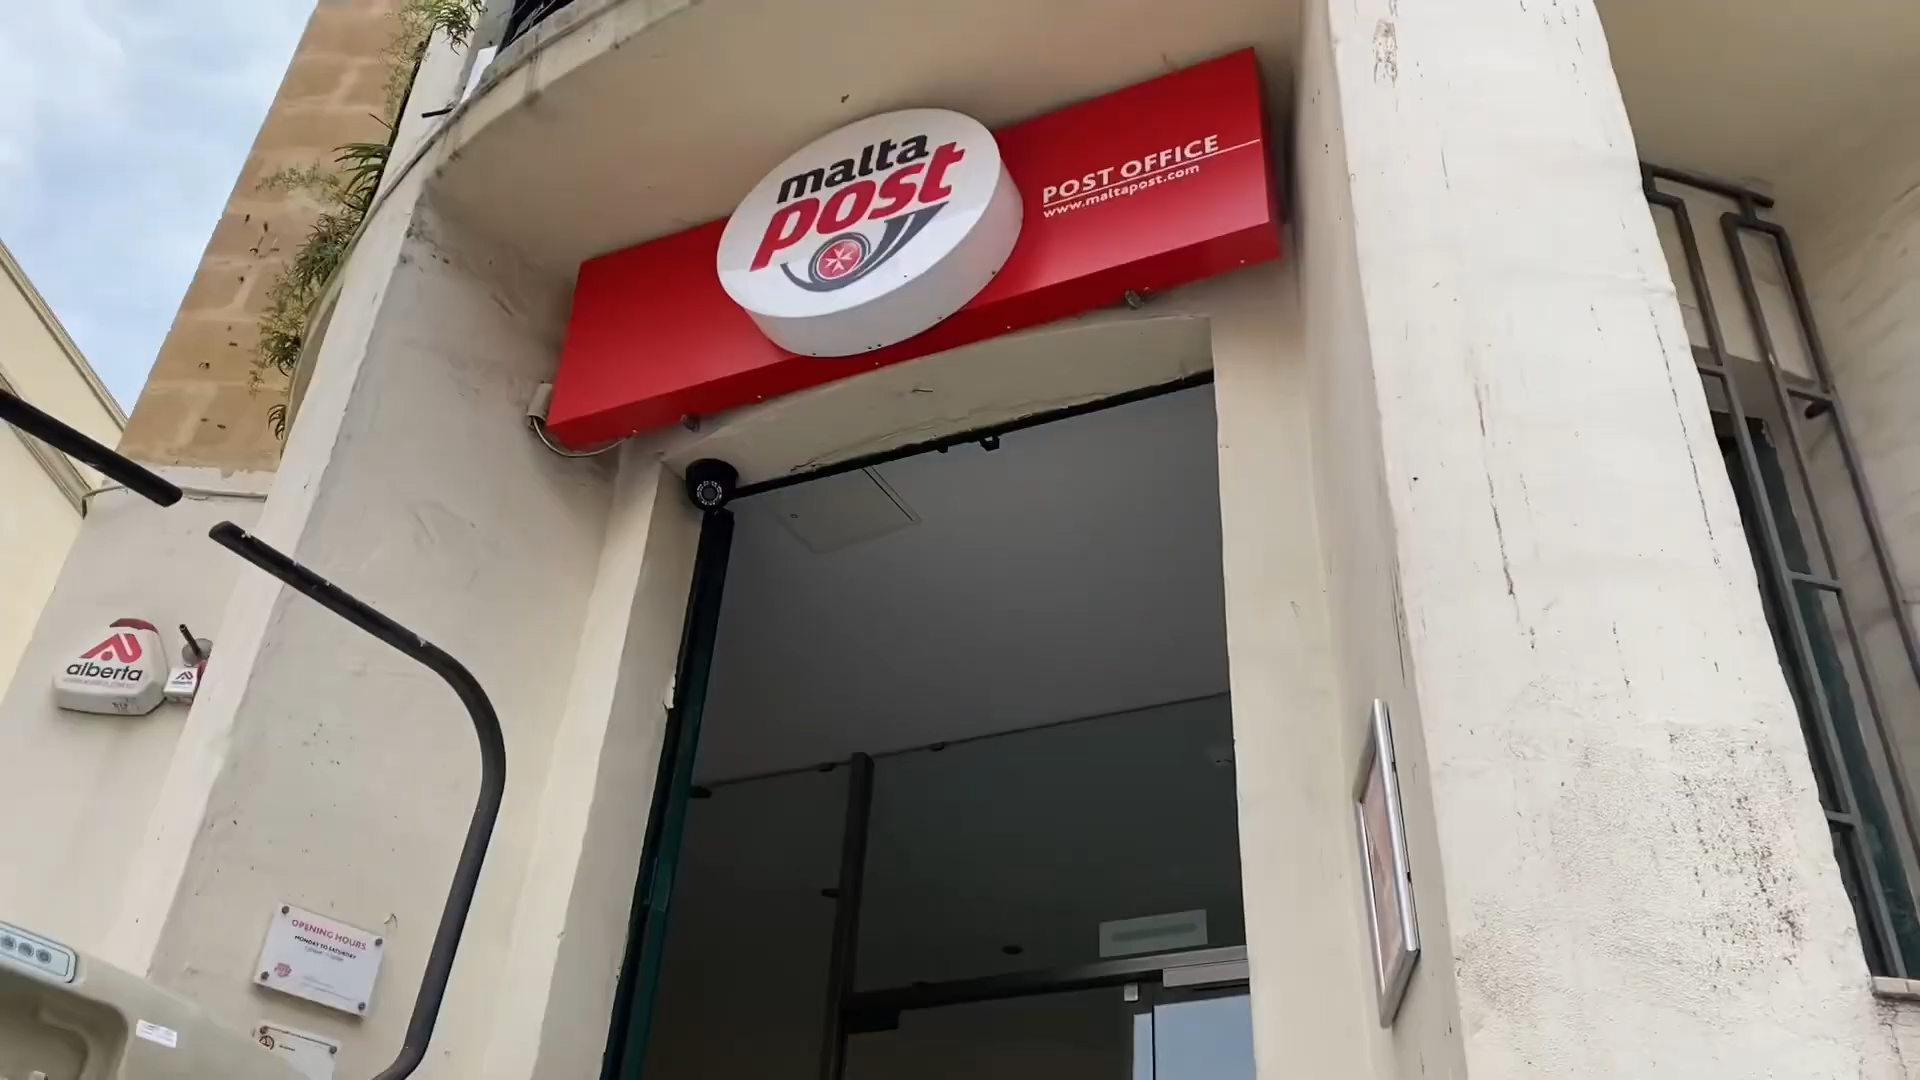 malta
post
POST OFFICE
www.maltapost.com
alberta
OPENING HOURS
MONDAY TO SATURDAY